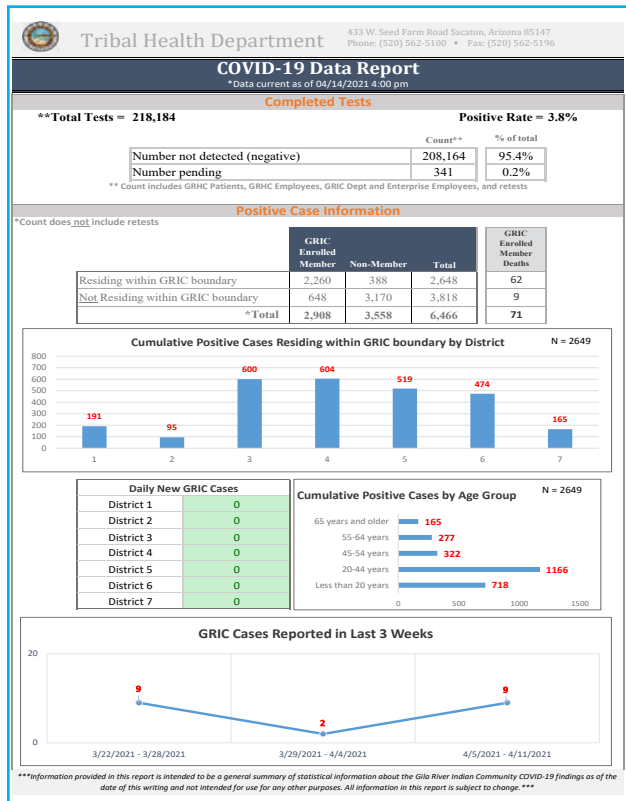 Tribal Health Department
433 W. Seed Farm Road Sacaton, Arizona 85147
Phone: (520) 562-5100 • Fax: (520) 562-5196
COVID-19 Data Report
*Data current as of 04/14/2021 4:00 pm
Completed Tests
**Total Tests = 218,184 Positive Rate = 3.8%
Count** % of total
Number not detected (negative) 208,164 95.4%
Number pending 341 0.2%
** Count includes GRHC Patients, GRHC Employees, GRIC Dept and Enterprise Employees, and retests
Positive Case Information
*Count does not include retests
GRIC Enrolled Member Non-Member Total GRIC Enrolled Member Deaths
Residing within GRIC boundary 2,260 388 2,648 62
Not Residing within GRIC boundary 648 3,170 3,818 9
*Total 2,908 3,558 6,466 71
Cumulative Positive Cases Residing within GRIC boundary by District N = 2649
800
700
600
500
400
300
200
100
0
191 95 600 604 519 474 165
1 2 3 4 5 6 7
Daily New GRIC Cases
District 1 0
District 2 0
District 3 0
District 4 0
District 5 0
District 6 0
District 7 0
Cumulative Positive Cases by Age Group N = 2649
65 years and older 165
55-64 years 277
45-54 years 322
20-44 years 1166
Less than 20 years 718
0 500 1000 1500
GRIC Cases Reported in Last 3 Weeks
20
0
9 2 9
3/22/2021 - 3/28/2021 3/29/2021 - 4/4/2021 4/5/2021 - 4/11/2021
***Information provided in this report is intended to be a general summary of statistical information about the Gila River Indian Community COVID-19 findings as of the
date of this writing and not intended for use for any other purposes. All information in this report is subject to change.***